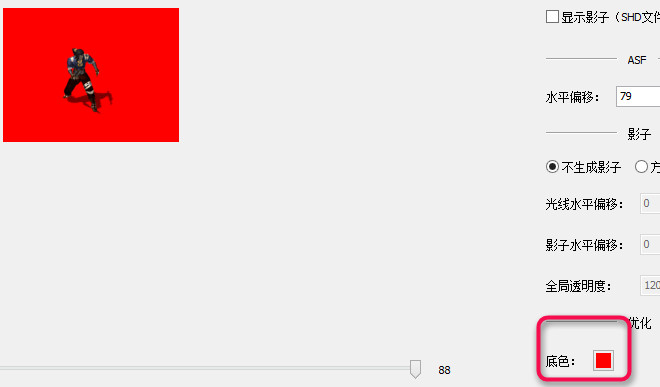 显示影子（SHD文件
ASF
水平偏移： 79
影子
不生成影子
光线水平偏移： 0
影子水平偏移： 0
全局透明度： 120
优化
88
底色：